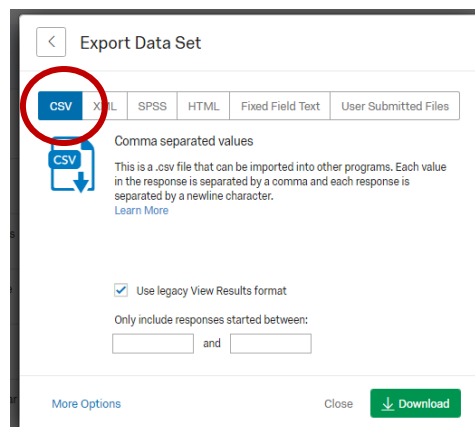 Export Data Set
CSV XML SPSS HTML Fixed Field Text User Submitted Files
Comma separated values
CSV
This is a .csv file that can be imported into other programs. Each value
in the response is separated by a comma and each response is
separated by a newline character.
Learn More
Use legacy View Results format
Only include responses started between:
and
More Options Close Download